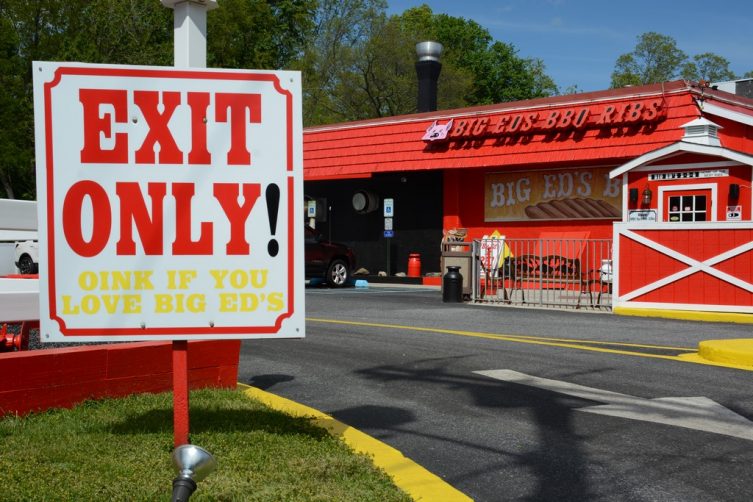 EXIT
ONLY!
OINK IF YOU
LOVE BIG ED'S
BIG EDS BBQ RIBS
BIG ED'S B